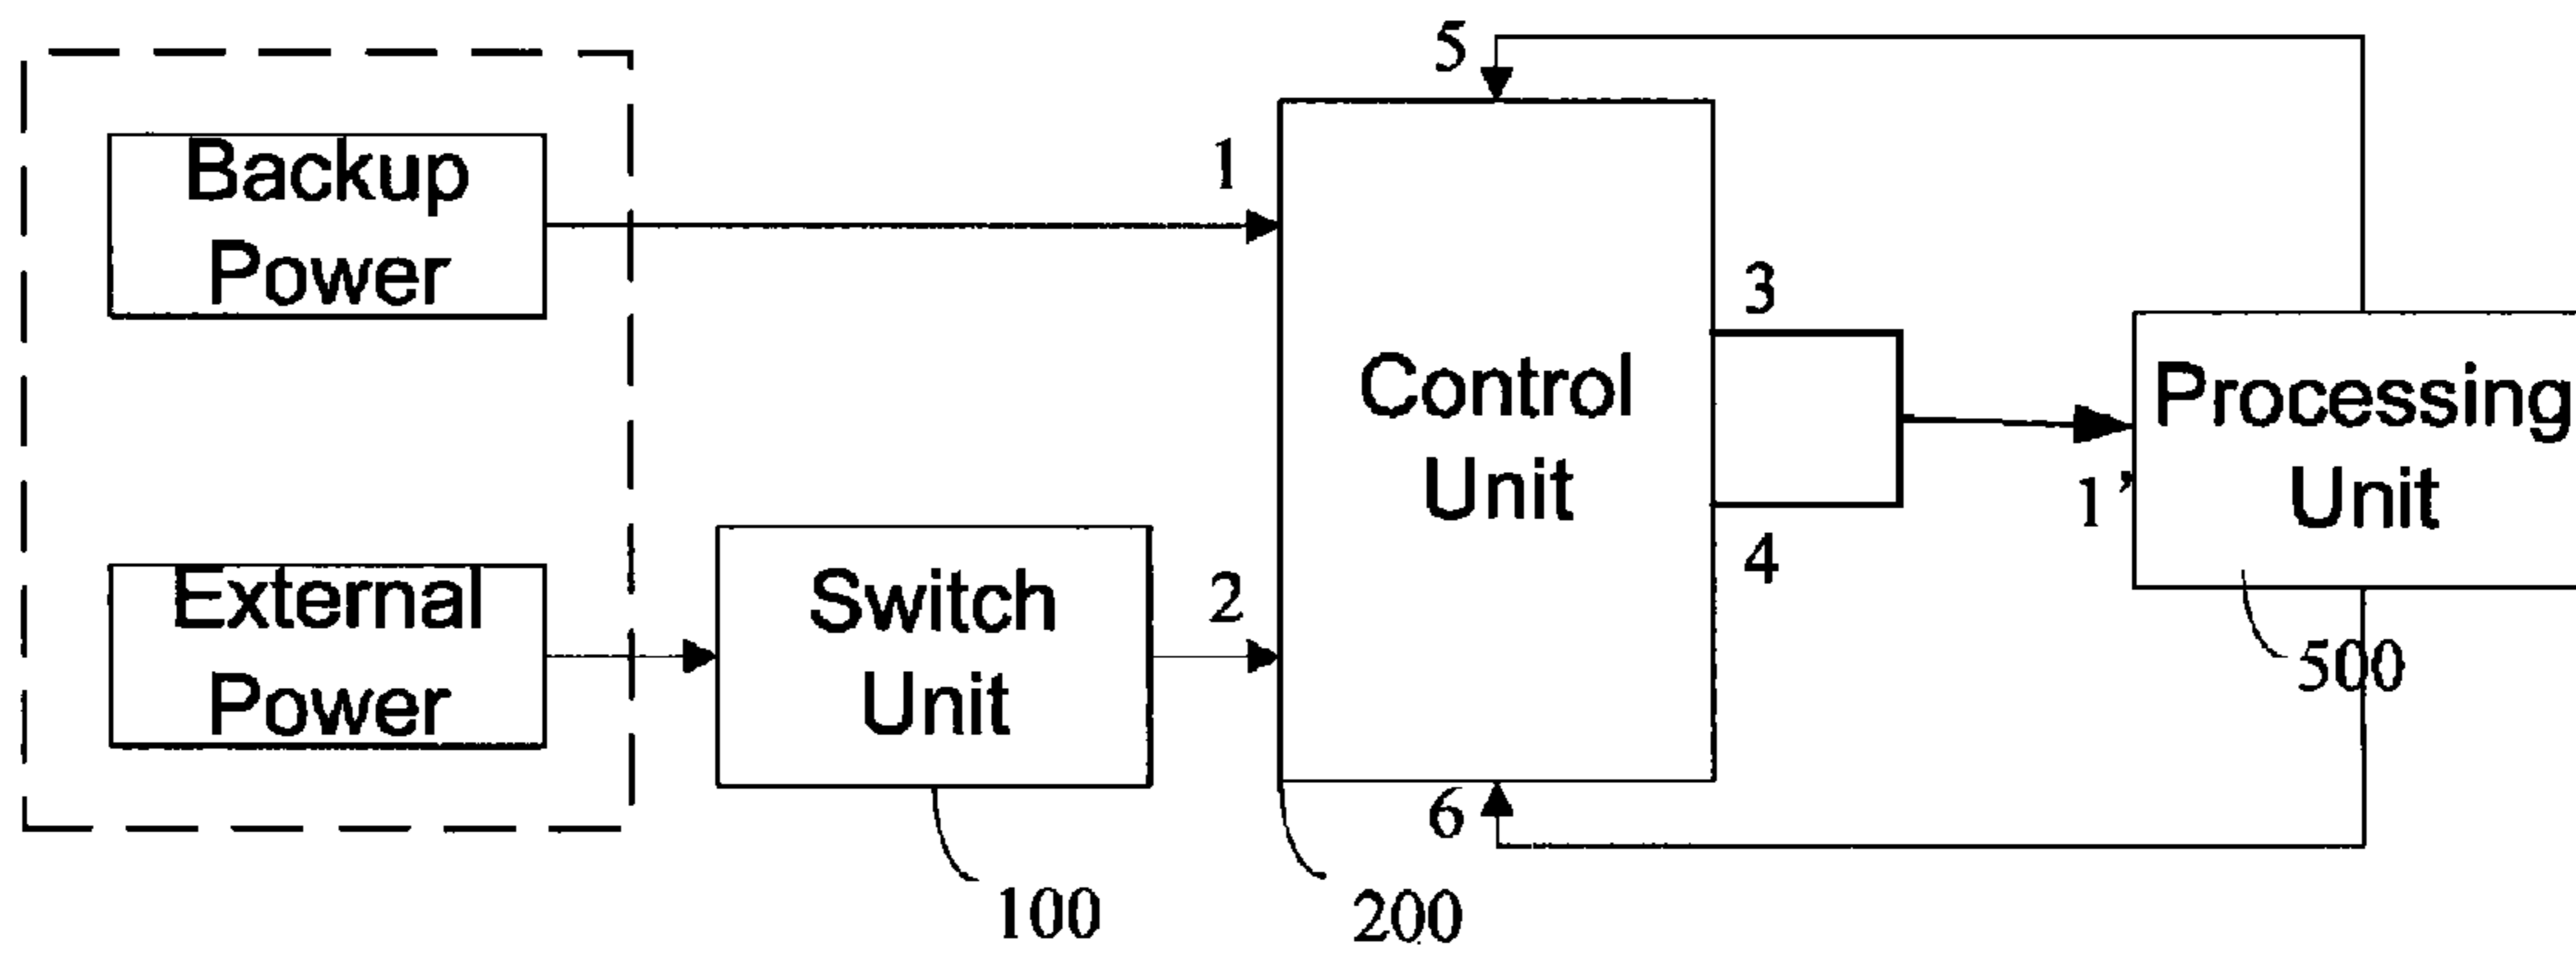 5
Backup
Power
1
3
Control
Unit
Processing
Unit
1’
4
External
Power
Switch
Unit
2
500
6
100
200